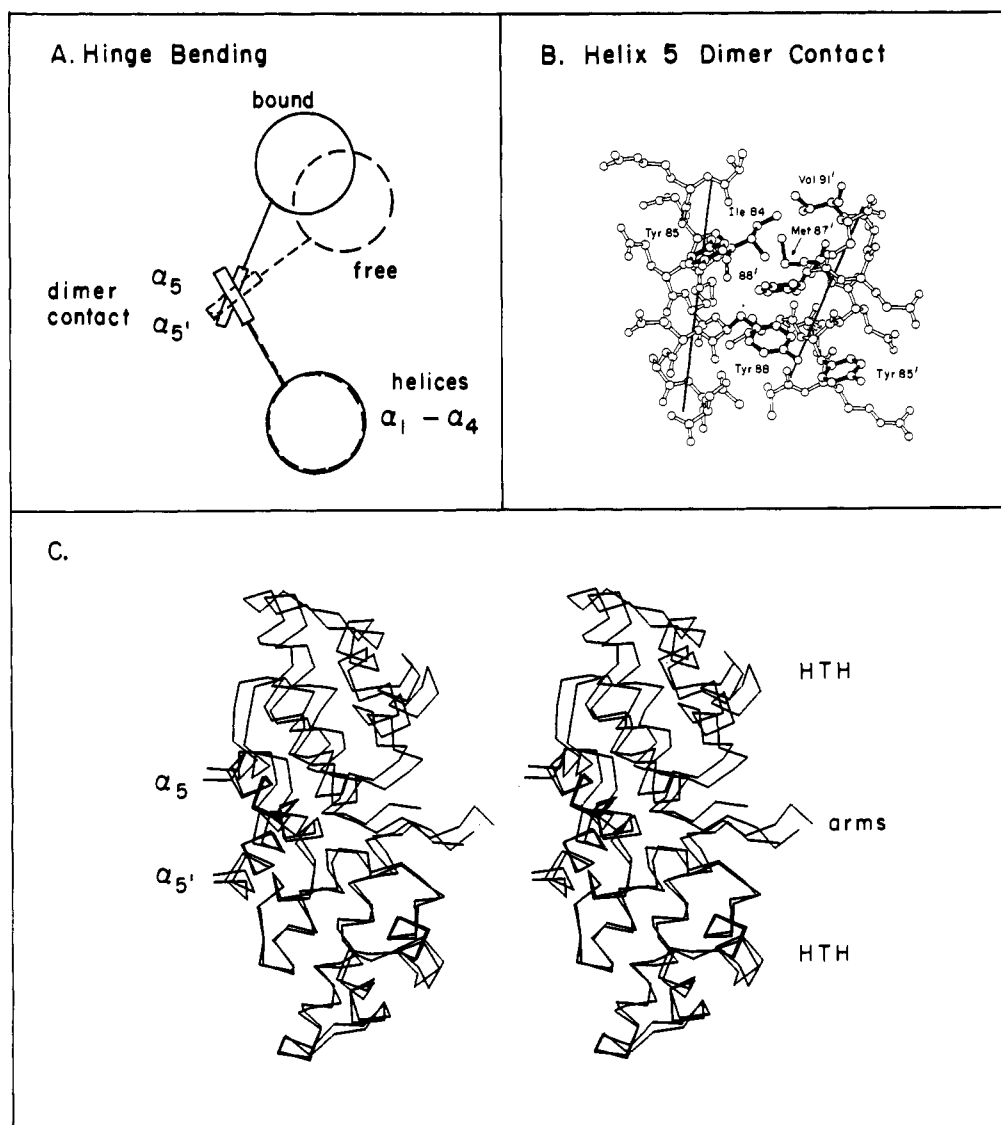 A. Hinge Bending
bound
free
dimer
contact
α5
α5'
helices
α1 – α4
B. Helix 5 Dimer Contact
Val 91'
Ile 84
Tyr 85
Met 87'
88'
Tyr 88
Tyr 85'
C.
HTH
α5
arms
α5'
HTH